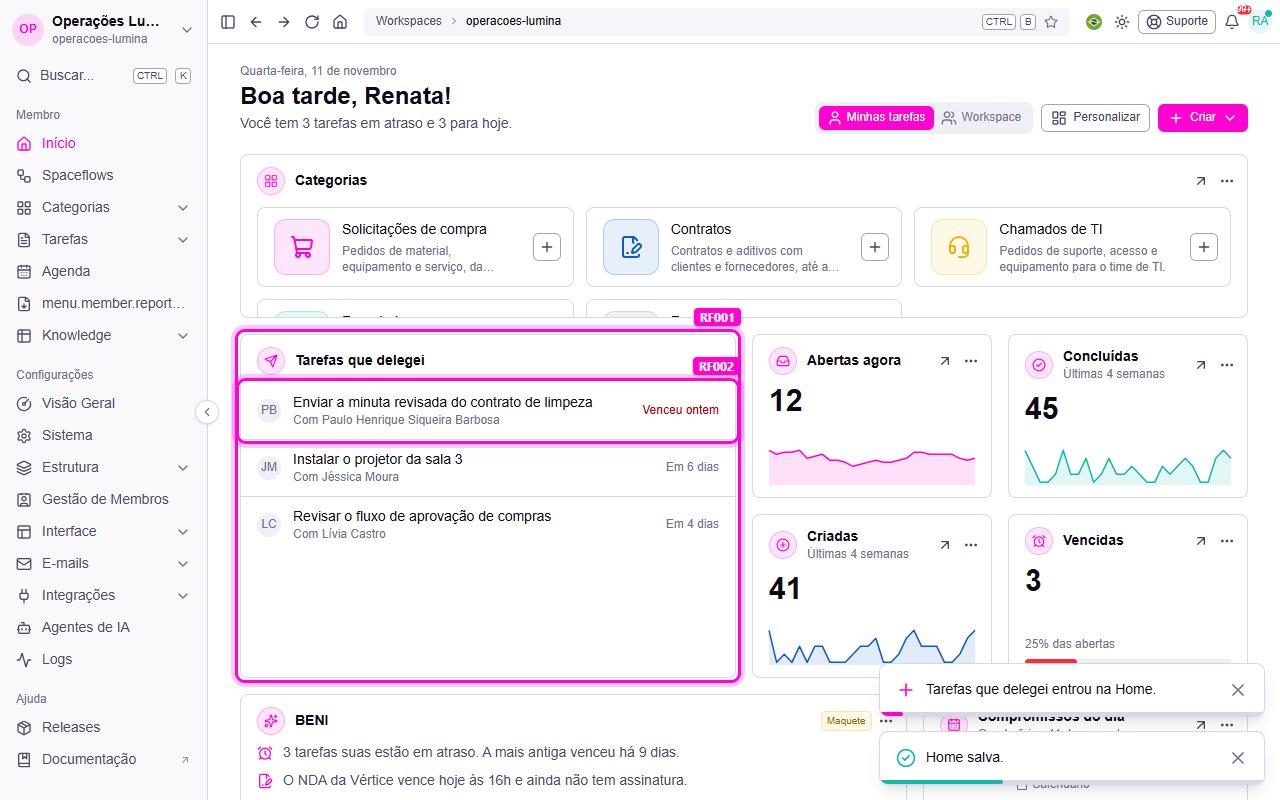 OP
Operações Lu...
operacoes-lumina
Buscar...
CTRL
K
Membro
Início
Spaceflows
Categorias
Tarefas
Agenda
menu.member.report...
Knowledge
Configurações
Visão Geral
Sistema
Estrutura
Gestão de Membros
Interface
E-mails
Integrações
Agentes de IA
Logs
Ajuda
Releases
Documentação
Workspaces
operacoes-lumina
CTRL
B
Suporte
99+
RA
Quarta-feira, 11 de novembro
Boa tarde, Renata!
Você tem 3 tarefas em atraso e 3 para hoje.
Minhas tarefas
Workspace
Personalizar
Criar
Categorias
Solicitações de compra
Pedidos de material,
equipamento e serviço, da...
Contratos
Contratos e aditivos com
clientes e fornecedores, até a...
Chamados de TI
Pedidos de suporte, acesso e
equipamento para o time de TI.
RF001
Tarefas que delegei
RF002
PB
Enviar a minuta revisada do contrato de limpeza
Com Paulo Henrique Siqueira Barbosa
Venceu ontem
JM
Instalar o projetor da sala 3
Com Jéssica Moura
Em 6 dias
LC
Revisar o fluxo de aprovação de compras
Com Lívia Castro
Em 4 dias
Abertas agora
12
Concluídas
Últimas 4 semanas
45
Criadas
Últimas 4 semanas
41
Vencidas
3
25% das abertas
BENI
Maquete
3 tarefas suas estão em atraso. A mais antiga venceu há 9 dias.
O NDA da Vértice vence hoje às 16h e ainda não tem assinatura.
Compromissos do dia
Tarefas que delegei entrou na Home.
Home salva.
Calendário